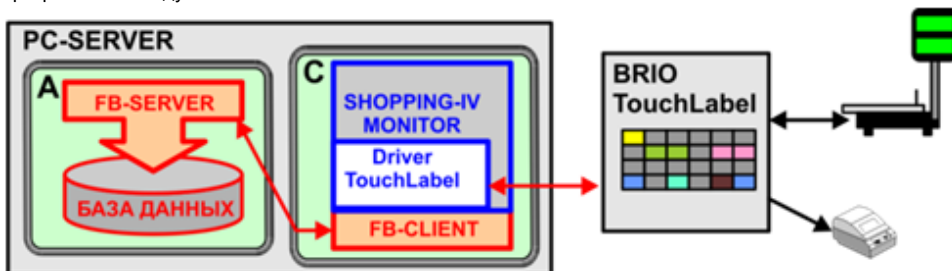 PC-SERVER
A
FB-SERVER
БАЗА ДАННЫХ
C
SHOPPING-IV
MONITOR
Driver
TouchLabel
FB-CLIENT
BRIO
TouchLabel